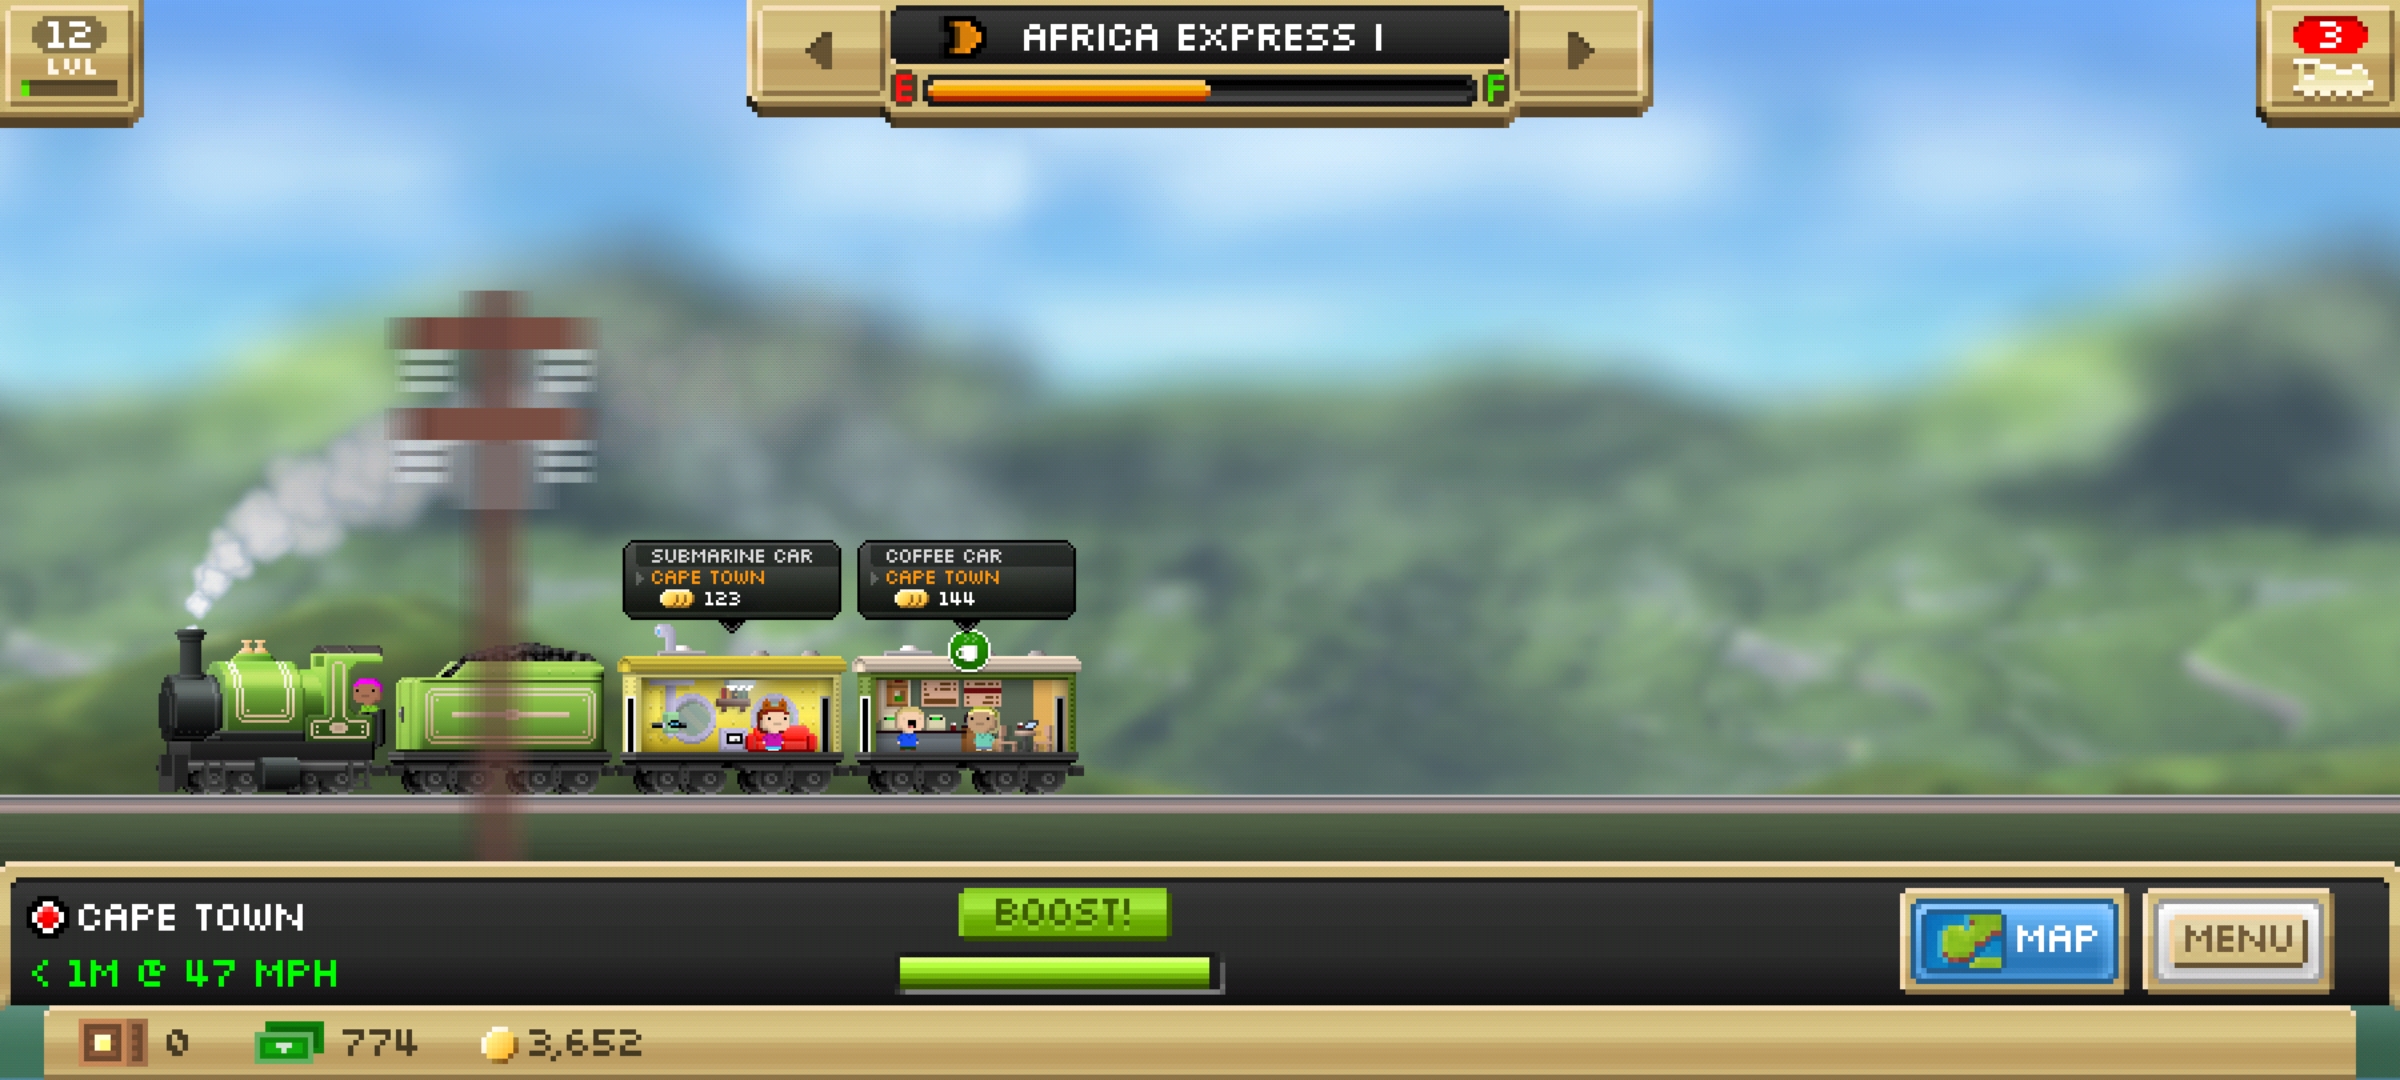 12
LVL
AFRICA EXPRESS I
E F
3
SUBMARINE CAR
CAPE TOWN
123
COFFEE CAR
CAPE TOWN
144
CAPE TOWN
< 1M @ 47 MPH
BOOST!
MAP
MENU
0
774
3,652